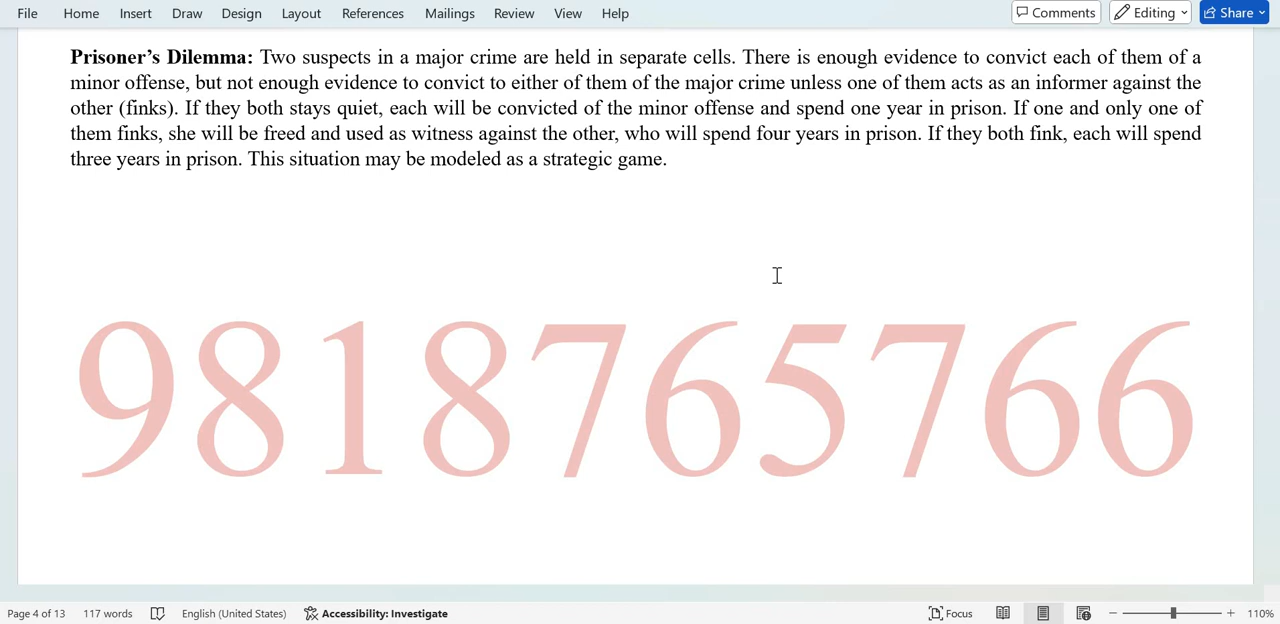 File Home Insert Draw Design Layout References Mailings Review View Help Comments Editing Share
Prisoner’s Dilemma: Two suspects in a major crime are held in separate cells. There is enough evidence to convict each of them of a
minor offense, but not enough evidence to convict to either of them of the major crime unless one of them acts as an informer against the
other (finks). If they both stays quiet, each will be convicted of the minor offense and spend one year in prison. If one and only one of
them finks, she will be freed and used as witness against the other, who will spend four years in prison. If they both fink, each will spend
three years in prison. This situation may be modeled as a strategic game.
9818765766
Page 4 of 13 117 words English (United States) Accessibility: Investigate Focus 110%